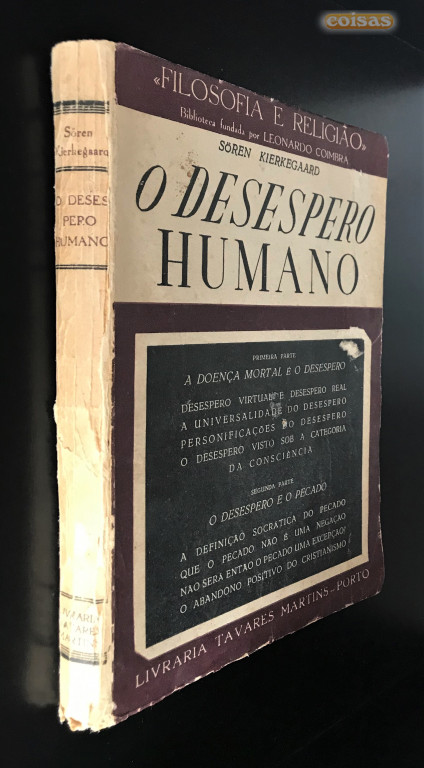 coisas
«FILOSOFIA E RELIGIÃO»
Biblioteca fundada por LEONARDO COIMBRA
SÖREN KIERKEGAARD
O DESESPERO
HUMANO
PRIMEIRA PARTE
A DOENÇA MORTAL É O DESESPERO
DESESPERO VIRTUAL E DESESPERO REAL
A UNIVERSALIDADE DO DESESPERO
PERSONIFICAÇÕES DO DESESPERO
O DESESPERO VISTO SOB A CATEGORIA
DA CONSCIÊNCIA
SEGUNDA PARTE
O DESESPERO E O PECADO
A DEFINIÇÃO SOCRÁTICA DO PECADO
QUE O PECADO NÃO É UMA NEGAÇÃO
NÃO SERÁ ENTÃO O PECADO UMA EXCEPÇÃO?
O ABANDONO POSITIVO DO CRISTIANISMO
LIVRARIA TAVARES MARTINS-PORTO
Sören
Kierkegaard
O DESES
PERO
HUMANO
LIVRARIA
TAVARES
MARTINS